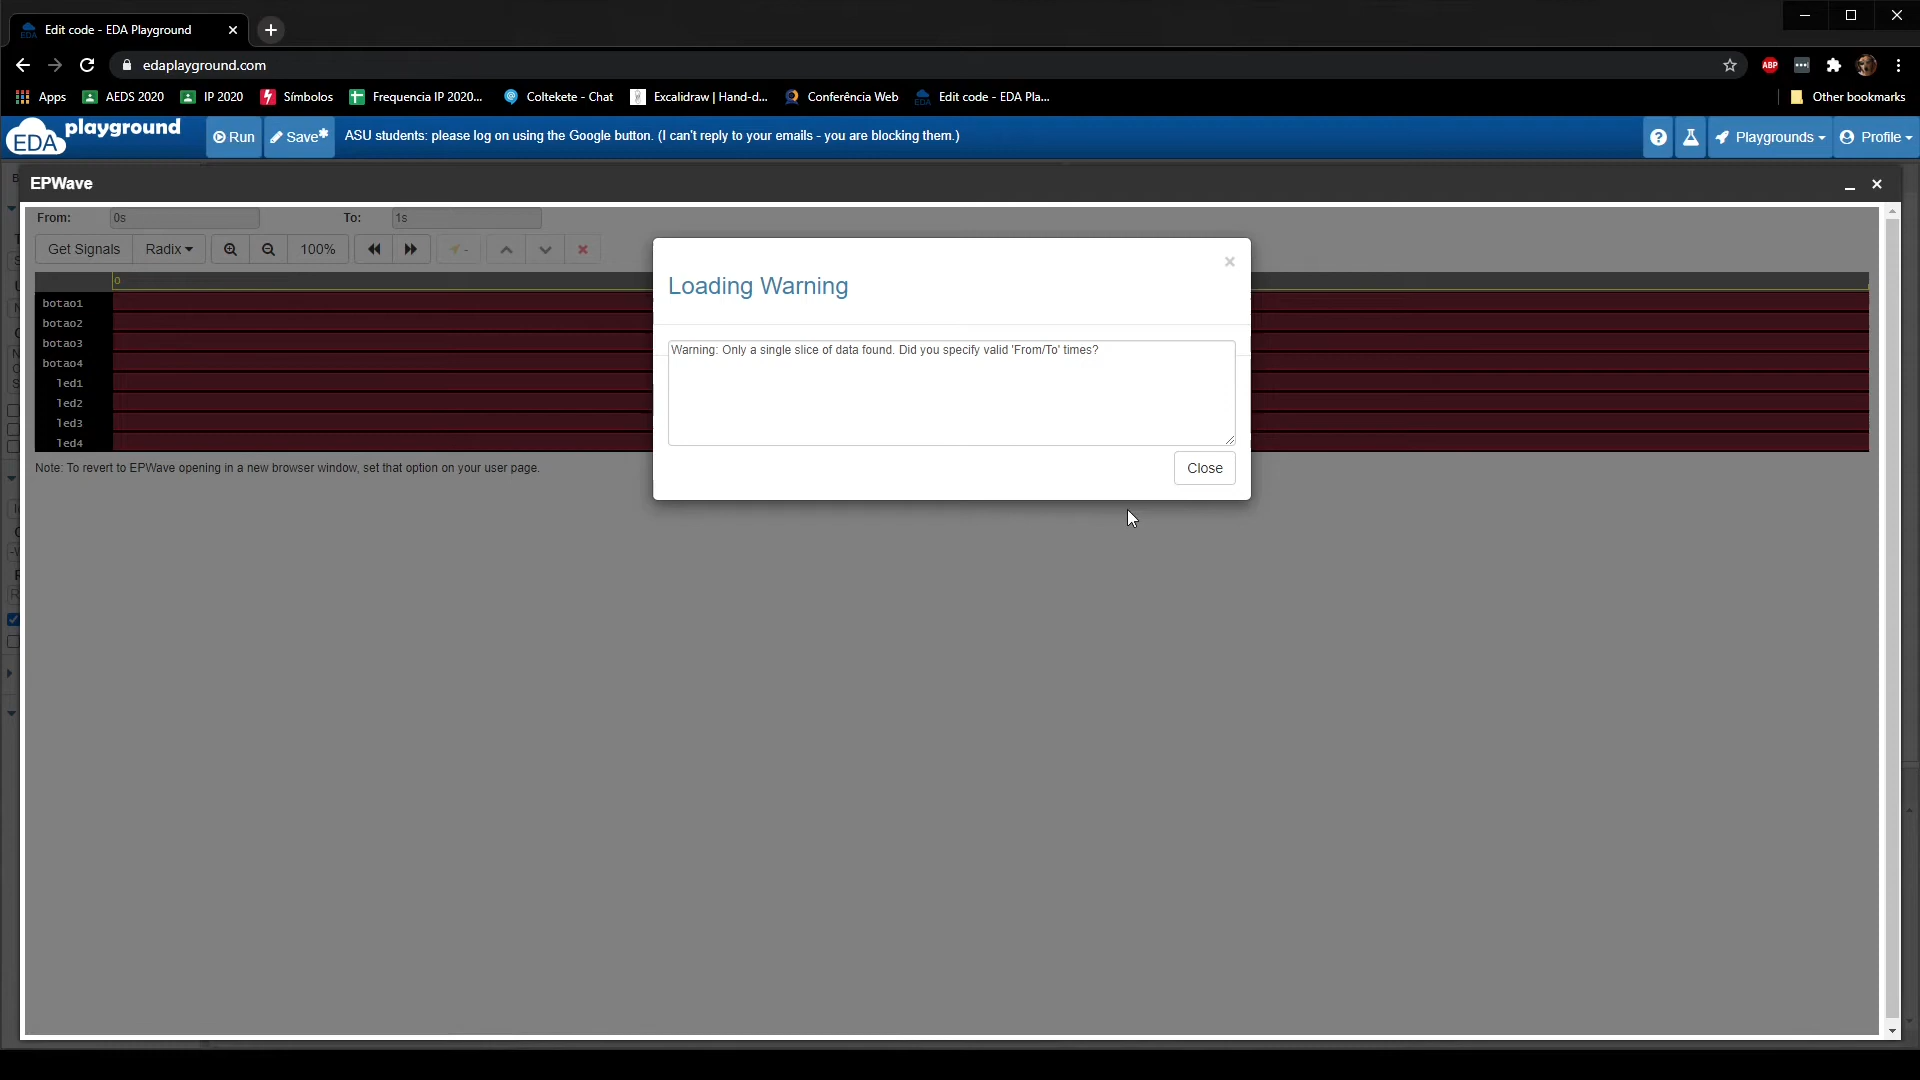 Edit code - EDA Playground
edaplayground.com
ABP
Apps
AEDS 2020
IP 2020
Símbolos
Frequencia IP 2020...
Coltekete - Chat
Excalidraw | Hand-d...
Conferência Web
Edit code - EDA Pla...
Other bookmarks
EDA playground
Run
Save*
ASU students: please log on using the Google button. (I can't reply to your emails - you are blocking them.)
Playgrounds
Profile
EPWave
From: 0s To: 1s
Get Signals Radix 100%
0
botao1
botao2
botao3
botao4
led1
led2
led3
led4
Note: To revert to EPWave opening in a new browser window, set that option on your user page.
Loading Warning
Warning: Only a single slice of data found. Did you specify valid 'From/To' times?
Close